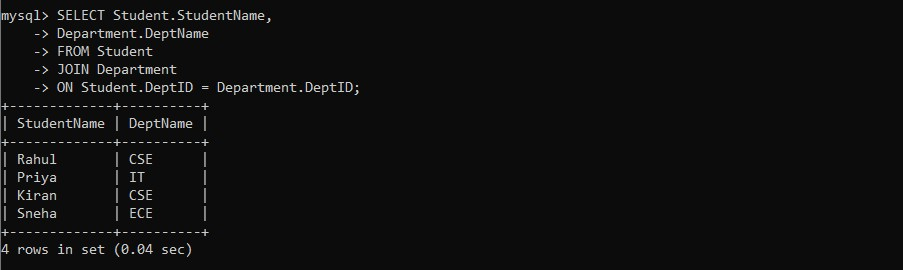 mysql> SELECT Student.StudentName,
    -> Department.DeptName
    -> FROM Student
    -> JOIN Department
    -> ON Student.DeptID = Department.DeptID;
+-------------+----------+
| StudentName | DeptName |
+-------------+----------+
| Rahul       | CSE      |
| Priya       | IT       |
| Kiran       | CSE      |
| Sneha       | ECE      |
+-------------+----------+
4 rows in set (0.04 sec)